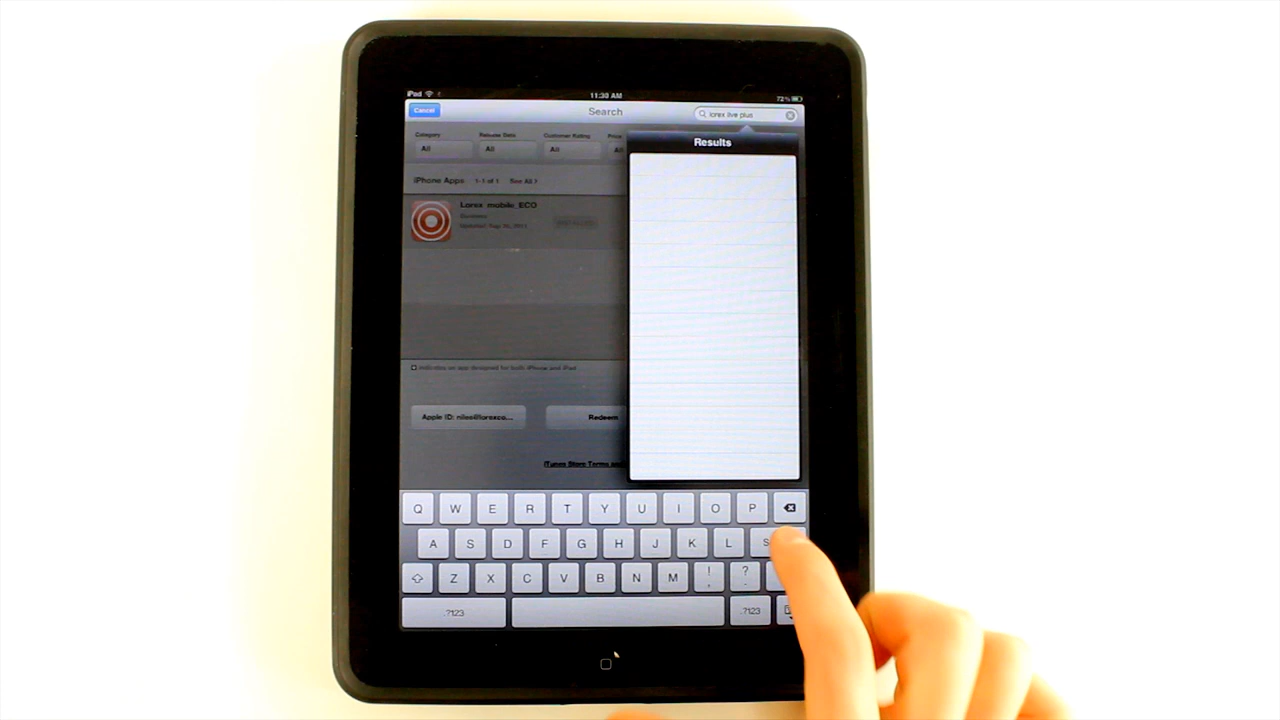 iPad
11:30 AM
72%
Cancel
Search
lorex live plus
Category
Release Date
Customer Rating
Price
All
All
All
All
Results
iPhone Apps
1-1 of 1
See All
Lorex mobile_ECO
Business
Updated Sep
Indicates an app designed for both iPhone and iPad
Apple ID: niles@lorexco...
Redeem
iTunes Store Terms and
Q W E R T Y U I O P
A S D F G H J K L S
Z X C V B N M ! , ? .
.?123
.?123